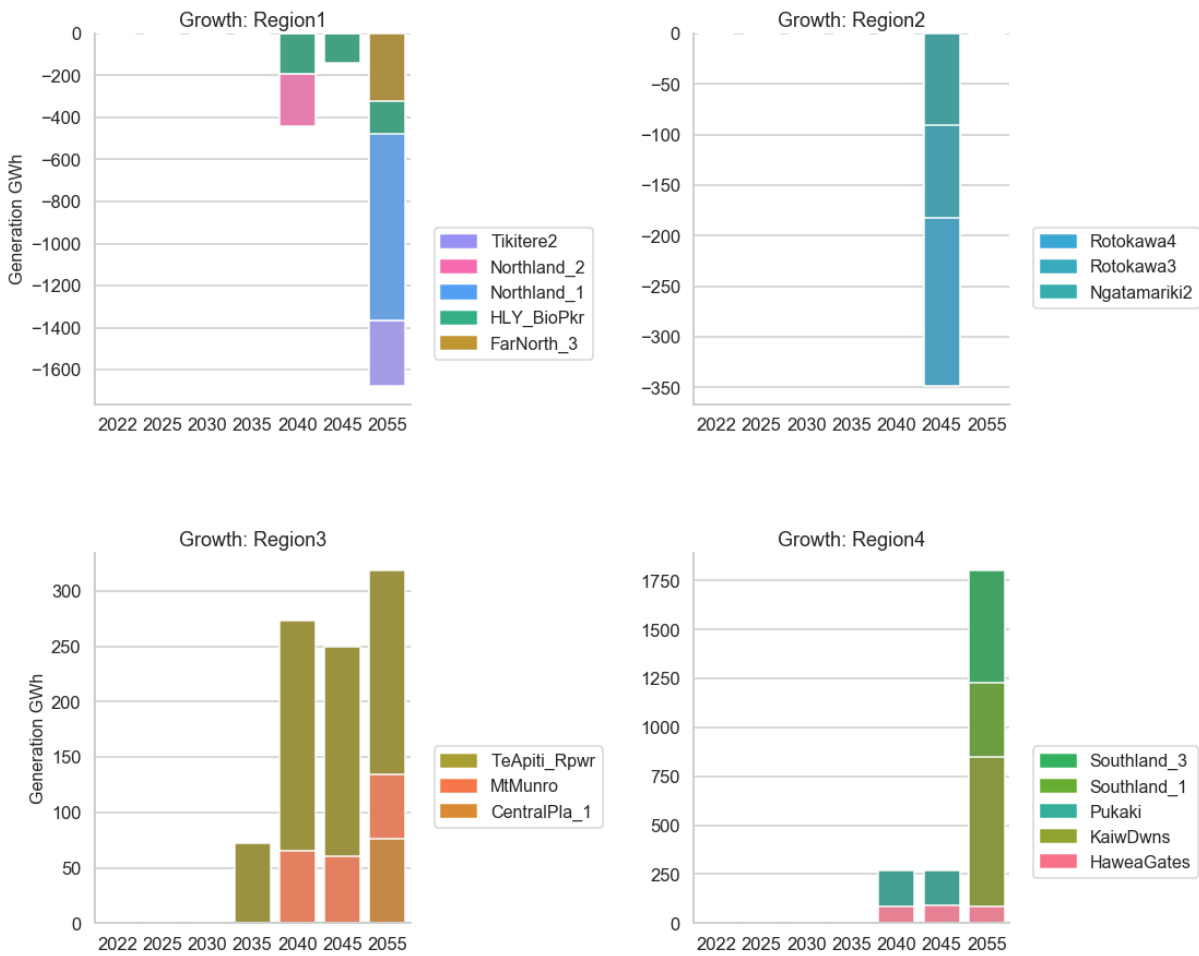 Growth: Region1
0
−200
−400
−600
−800
−1000
−1200
−1400
−1600
Generation GWh
2022 2025 2030 2035 2040 2045 2055
Tikitere2
Northland_2
Northland_1
HLY_BioPkr
FarNorth_3
Growth: Region2
0
−50
−100
−150
−200
−250
−300
−350
2022 2025 2030 2035 2040 2045 2055
Rotokawa4
Rotokawa3
Ngatamariki2
Growth: Region3
300
250
200
150
100
50
0
Generation GWh
2022 2025 2030 2035 2040 2045 2055
TeApiti_Rpwr
MtMunro
CentralPla_1
Growth: Region4
1750
1500
1250
1000
750
500
250
0
2022 2025 2030 2035 2040 2045 2055
Southland_3
Southland_1
Pukaki
KaiwDwns
HaweaGates